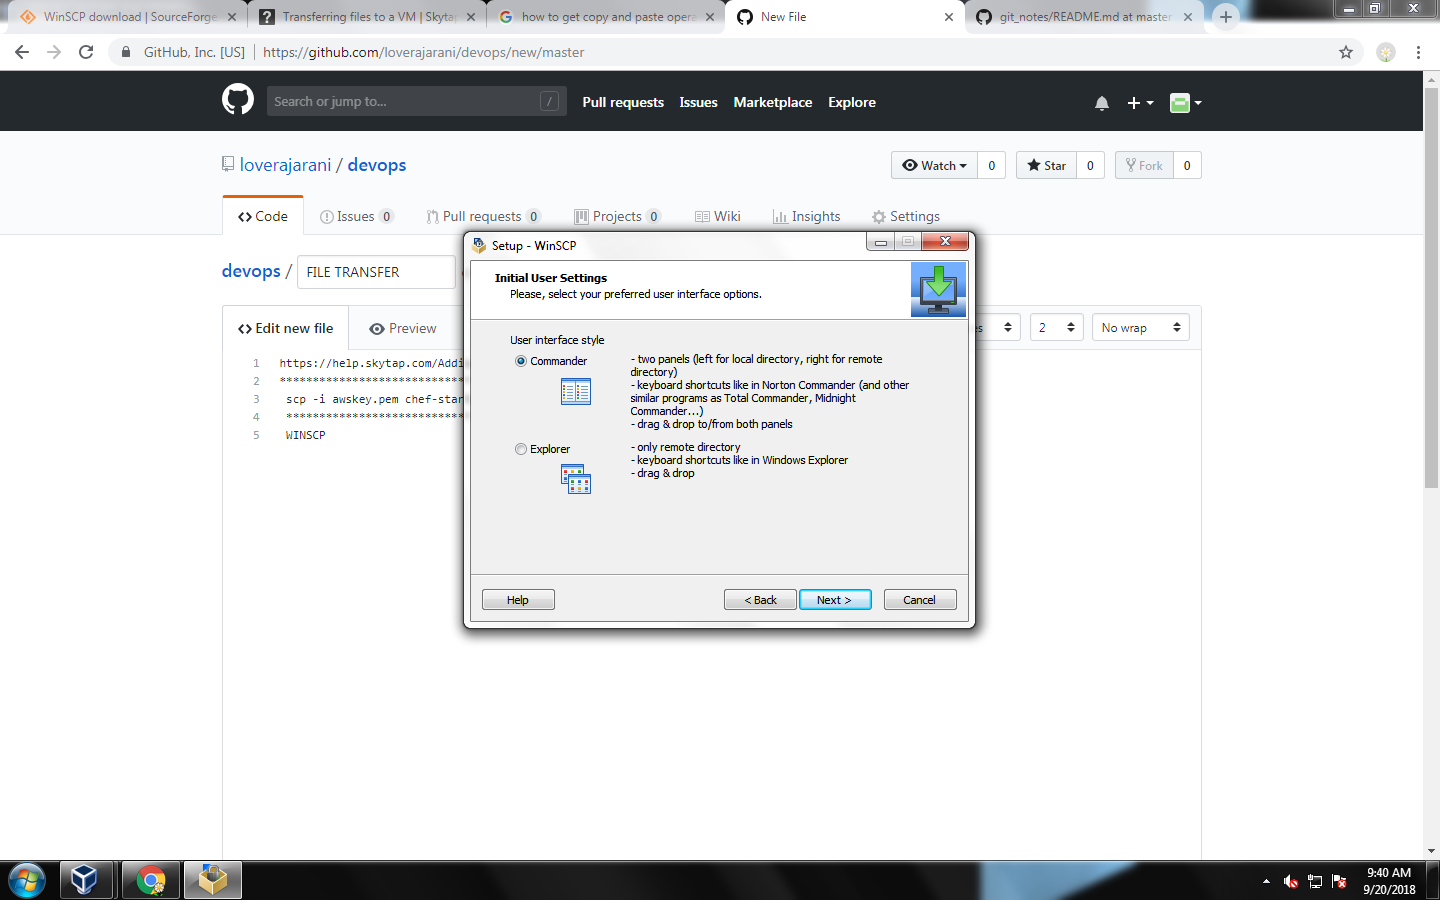 WinSCP download | SourceForge
Transferring files to a VM | Skytap
how to get copy and paste opera
New File
git_notes/README.md at master
GitHub, Inc. [US] | https://github.com/loverajarani/devops/new/master
Search or jump to... /
Pull requests Issues Marketplace Explore
loverajarani / devops
Watch 0 Star 0 Fork 0
Code Issues 0 Pull requests 0 Projects 0 Wiki Insights Settings
devops / FILE TRANSFER
Edit new file Preview
2 No wrap
1 https://help.skytap.com/Addi
2 *****************************
3 scp -i awskey.pem chef-star
4 ****************************
5 WINSCP
Setup - WinSCP
Initial User Settings
Please, select your preferred user interface options.
User interface style
Commander
- two panels (left for local directory, right for remote
directory)
- keyboard shortcuts like in Norton Commander (and other
similar programs as Total Commander, Midnight
Commander...)
- drag & drop to/from both panels
Explorer
- only remote directory
- keyboard shortcuts like in Windows Explorer
- drag & drop
Help < Back Next > Cancel
9:40 AM
9/20/2018